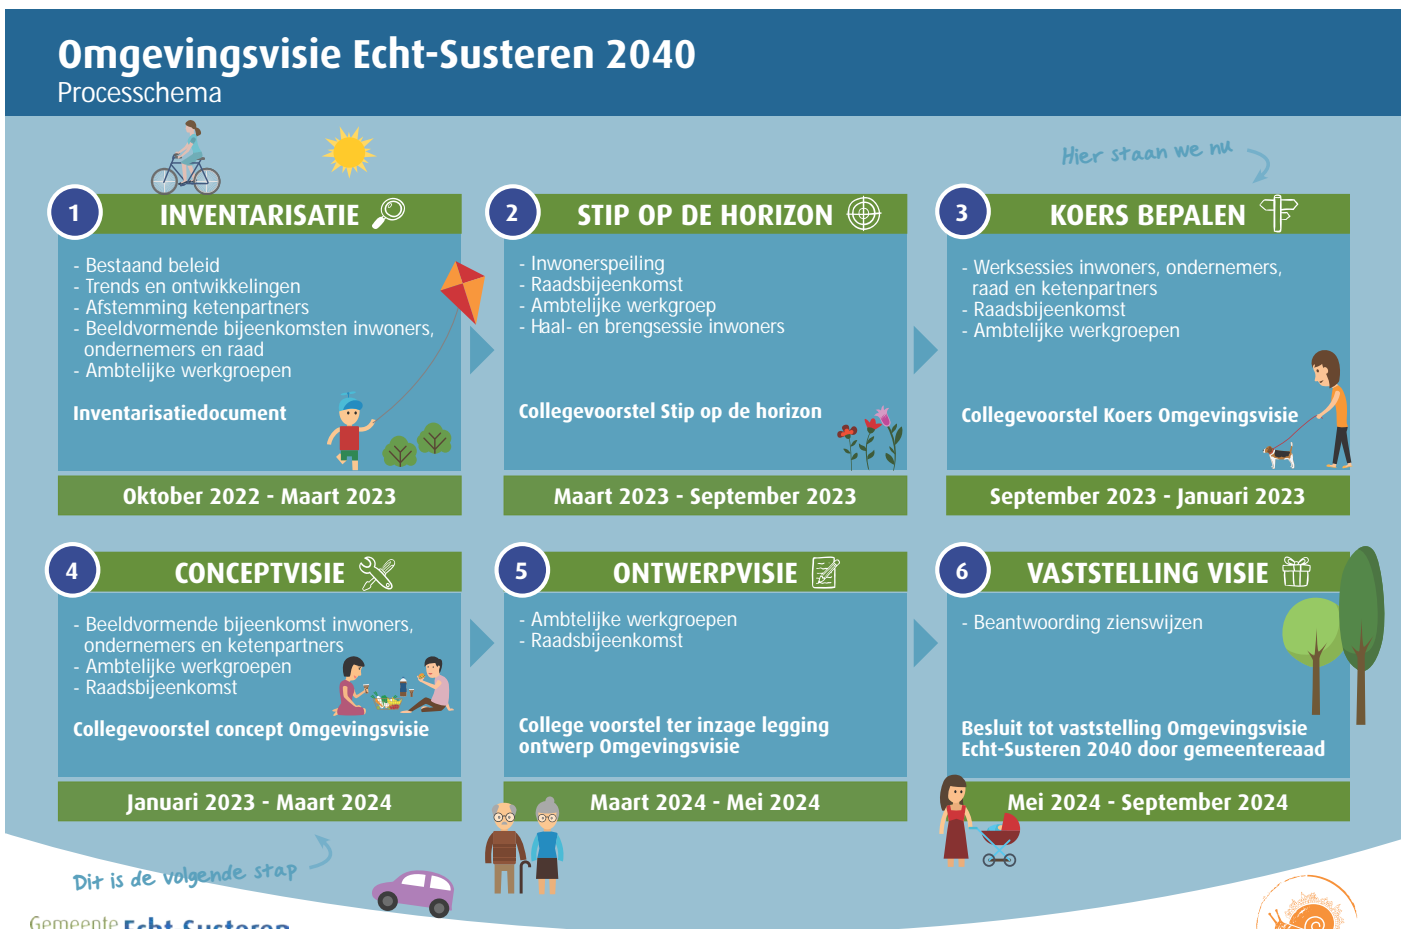 Omgevingsvisie Echt-Susteren 2040
Processchema
Hier staan we nu
1
INVENTARISATIE
- Bestaand beleid
- Trends en ontwikkelingen
- Afstemming ketenpartners
- Beeldvormende bijeenkomsten inwoners,
ondernemers en raad
- Ambtelijke werkgroepen
Inventarisatiedocument
Oktober 2022 - Maart 2023
2
STIP OP DE HORIZON
- Inwonerspeiling
- Raadsbijeenkomst
- Ambtelijke werkgroep
- Haal- en brengsessie inwoners
Collegevoorstel Stip op de horizon
Maart 2023 - September 2023
3
KOERS BEPALEN
- Werksessies inwoners, ondernemers,
raad en ketenpartners
- Raadsbijeenkomst
- Ambtelijke werkgroepen
Collegevoorstel Koers Omgevingsvisie
September 2023 - Januari 2023
4
CONCEPTVISIE
- Beeldvormende bijeenkomst inwoners,
ondernemers en ketenpartners
- Ambtelijke werkgroepen
- Raadsbijeenkomst
Collegevoorstel concept Omgevingsvisie
Januari 2023 - Maart 2024
5
ONTWERPVISIE
- Ambtelijke werkgroepen
- Raadsbijeenkomst
College voorstel ter inzage legging
ontwerp Omgevingsvisie
Maart 2024 - Mei 2024
6
VASTSTELLING VISIE
- Beantwoording zienswijzen
Besluit tot vaststelling Omgevingsvisie
Echt-Susteren 2040 door gemeentereaad
Mei 2024 - September 2024
Dit is de volgende stap
Gemeente Echt-Susteren